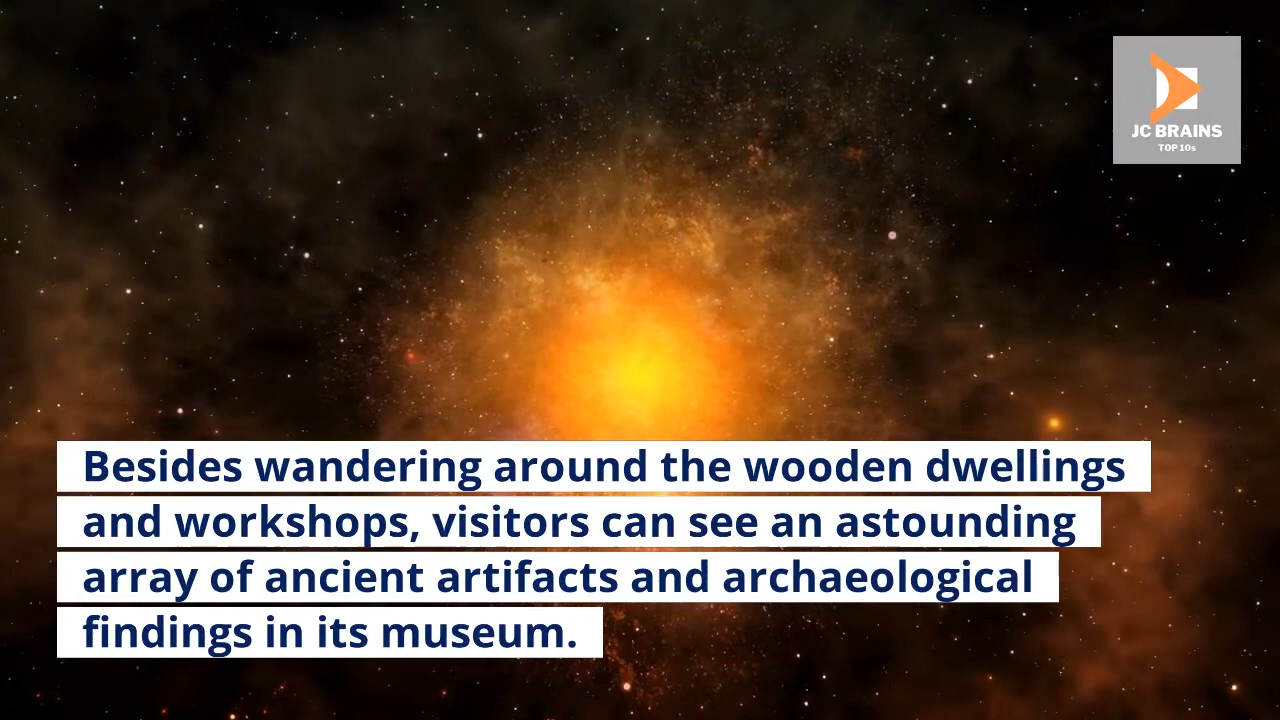 JC BRAINS
TOP 10s
Besides wandering around the wooden dwellings
and workshops, visitors can see an astounding
array of ancient artifacts and archaeological
findings in its museum.